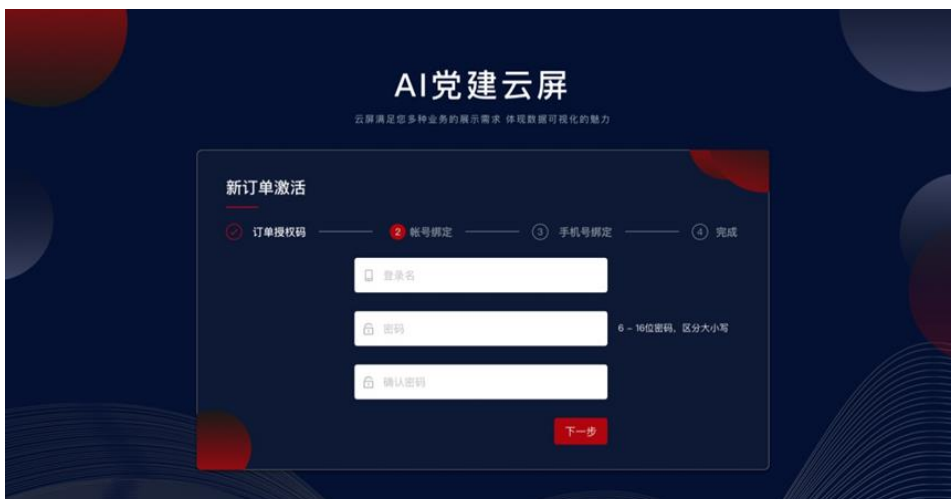 AI党建云屏
云屏满足您多种业务的展示需求 体现数据可视化的魅力
新订单激活
订单授权码 2 帐号绑定 3 手机号绑定 4 完成
登录名
密码 6 – 16位密码，区分大小写
确认密码
下一步